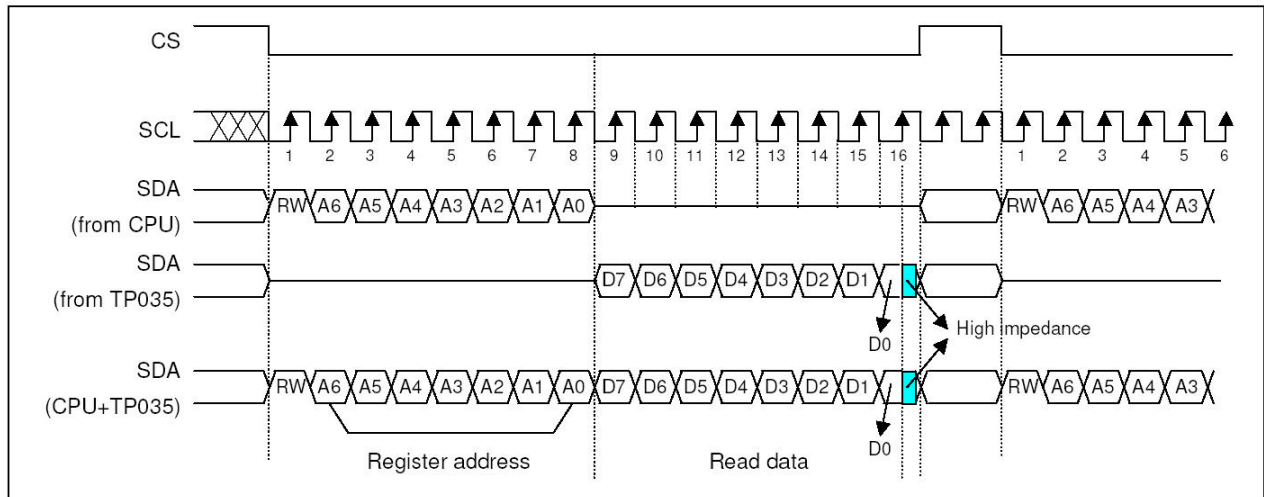 CS
SCL
1 2 3 4 5 6 7 8 9 10 11 12 13 14 15 16 1 2 3 4 5 6
SDA
(from CPU)
RW A6 A5 A4 A3 A2 A1 A0 RW A6 A5 A4 A3
SDA
(from TP035)
D7 D6 D5 D4 D3 D2 D1
D0
High impedance
SDA
(CPU+TP035)
RW A6 A5 A4 A3 A2 A1 A0 D7 D6 D5 D4 D3 D2 D1 RW A6 A5 A4 A3
D0
Register address
Read data